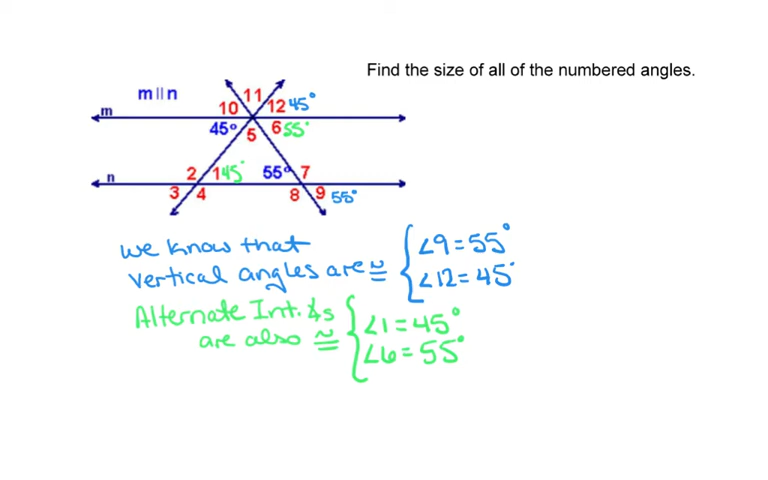 Find the size of all of the numbered angles.
m||n
11
10 12 45°
m
45° 5 6 55°
2 1 45° 55° 7
n
3 4 8 9 55°
we know that
vertical angles are ≅ { ∠9 = 55°
∠12 = 45°
Alternate Int. ∡s
are also ≅ { ∠1 = 45°
∠6 = 55°